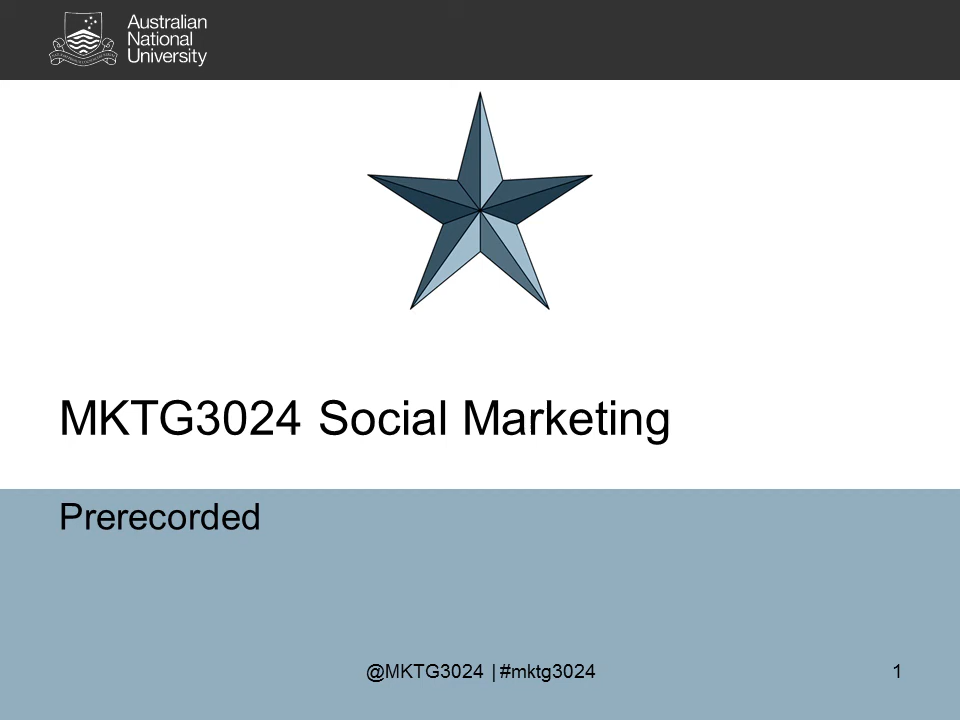 Australian
National
University
MKTG3024 Social Marketing
Prerecorded
@MKTG3024 | #mktg3024
1